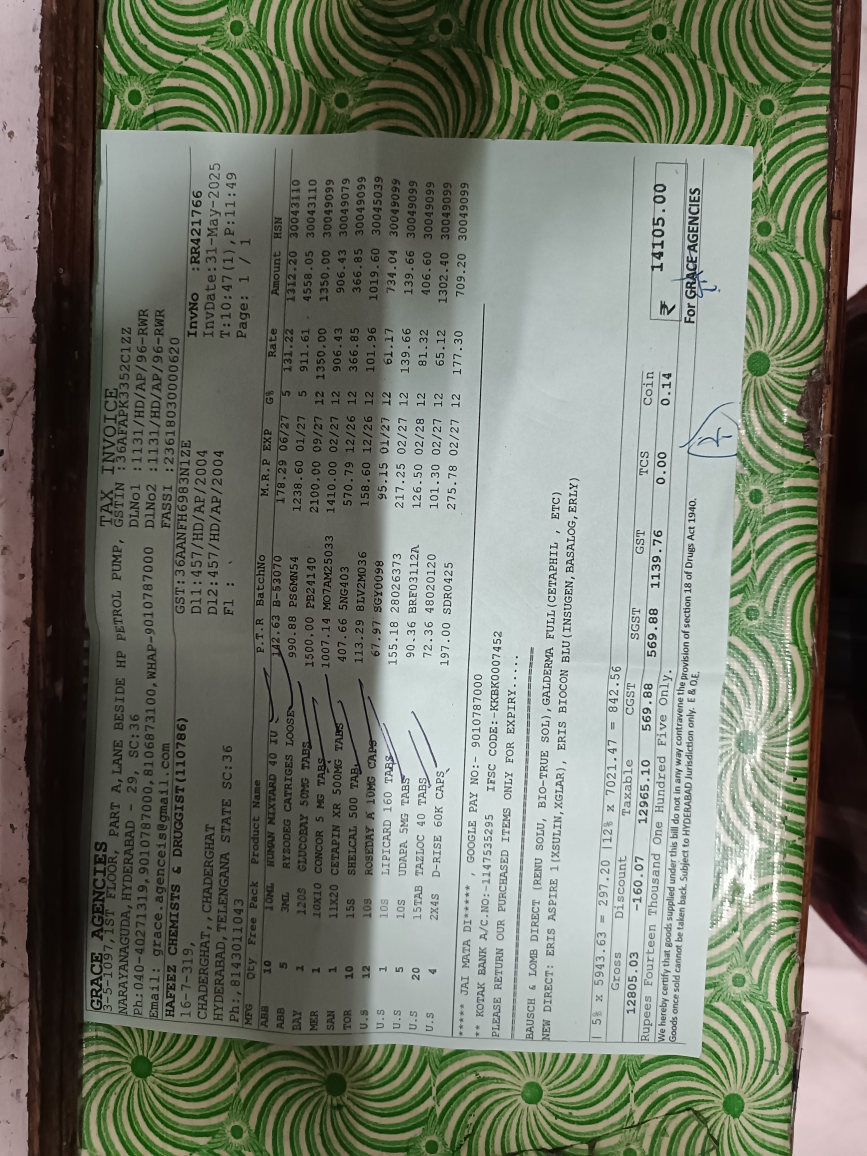 GRACE AGENCIES TAX INVOICE
3-5-1097,1ST FLOOR, PART A,LANE BESIDE HP PETROL PUMP, GSTIN :36AFAPK3352C1ZZ
NARAYANAGUDA,HYDERABAD - 29, SC:36 DLNo1 :1131/HD/AP/96-RWR
Ph:040-40271319,9010787000,8106873100,WHAP-9010787000 DlNo2 :1131/HD/AP/96-RWR
Email: grace.agenceis@gmail.com FASSI :23618030000620
HAFEEZ CHEMISTS & DRUGGIST(110786) GST:36AANFH6983N1ZE InvNo :RR421766
16-7-319, Dl1:457/HD/AP/2004 InvDate:31-May-2025
CHADERGHAT,,CHADERGHAT Dl2:457/HD/AP/2004 T:10:47(1),P:11:49
HYDERABAD,TELENGANA STATE SC:36 Fl : Page: 1 / 1
Ph:,8143011043
MFG Qty Free Pack Product Name P.T.R BatchNo M.R.P EXP G% Rate Amount HSN
ABB 10 10ML HUMAN MIXTARD 40 IU 142.63 B-53070 178.29 06/27 5 131.22 1312.20 30043110
ABB 5 3ML RYZODEG CATRIGES LOOSE 990.88 PS6MN54 1238.60 01/27 5 911.61 4558.05 30043110
BAY 1 120S GLUCOBAY 50MG TABS 1500.00 PB24140 2100.00 09/27 12 1350.00 1350.00 30049099
MER 1 10X10 CONCOR 5 MG TABS 1007.14 MO7AM25033 1410.00 02/27 12 906.43 906.43 30049079
SAN 1 11X20 CETAPIN XR 500MG TABS 407.66 5NG403 570.79 12/26 12 366.85 366.85 30049099
TOR 10 15S SHELCAL 500 TAB 113.29 8LV2M036 158.60 12/26 12 101.96 1019.60 30045039
U.S 12 10S ROSEDAY A 10MG CAPS 67.97 SGY0098 95.15 01/27 12 61.17 734.04 30049099
U.S 1 10S LIPICARD 160 TABS 155.18 28026373 217.25 02/27 12 139.66 139.66 30049099
U.S 5 10S UDAPA 5MG TABS 90.36 BRF03112A 126.50 02/28 12 81.32 406.60 30049099
U.S 20 15TAB TAZLOC 40 TABS 72.36 48020120 101.30 02/27 12 65.12 1302.40 30049099
U.S 4 2X4S D-RISE 60K CAPS 197.00 SDR0425 275.78 02/27 12 177.30 709.20 30049099
***** JAI MATA DI***** , GOOGLE PAY NO:- 9010787000
** KOTAK BANK A/C.NO:-1147535295 IFSC CODE:-KKBK0007452
PLEASE RETURN OUR PURCHASED ITEMS ONLY FOR EXPIRY.....
BAUSCH & LOMB DIRECT (RENU SOLU, BIO-TRUE SOL),GALDERMA FULL(CETAPHIL , ETC)
NEW DIRECT: ERIS ASPIRE 1(XSULIN,XGLAR), ERIS BIOCON BLU(INSUGEN,BASALOG,ERLY)
| 5% x 5943.63 = 297.20 |12% x 7021.47 = 842.56
Gross Discount Taxable CGST SGST GST TCS Coin
12805.03 -160.07 12965.10 569.88 569.88 1139.76 0.00 0.14 ₹ 14105.00
Rupees Fourteen Thousand One Hundred Five Only.
We hereby certify that goods supplied under this bill do not in any way contravene the provision of section 18 of Drugs Act 1940.
Goods once sold cannot be taken back. Subject to HYDERABAD Jurisdiction only. E & O.E For GRACE AGENCIES